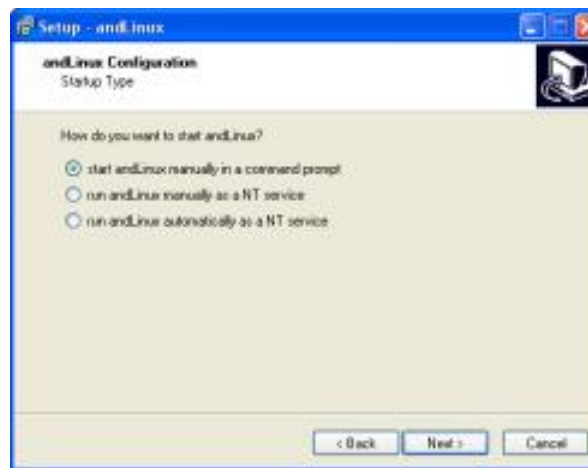 Setup - andLinux
andLinux Configuration
Startup Type
How do you want to start andLinux?
start andLinux manually in a command prompt
run andLinux manually as a NT service
run andLinux automatically as a NT service
< Back Next > Cancel